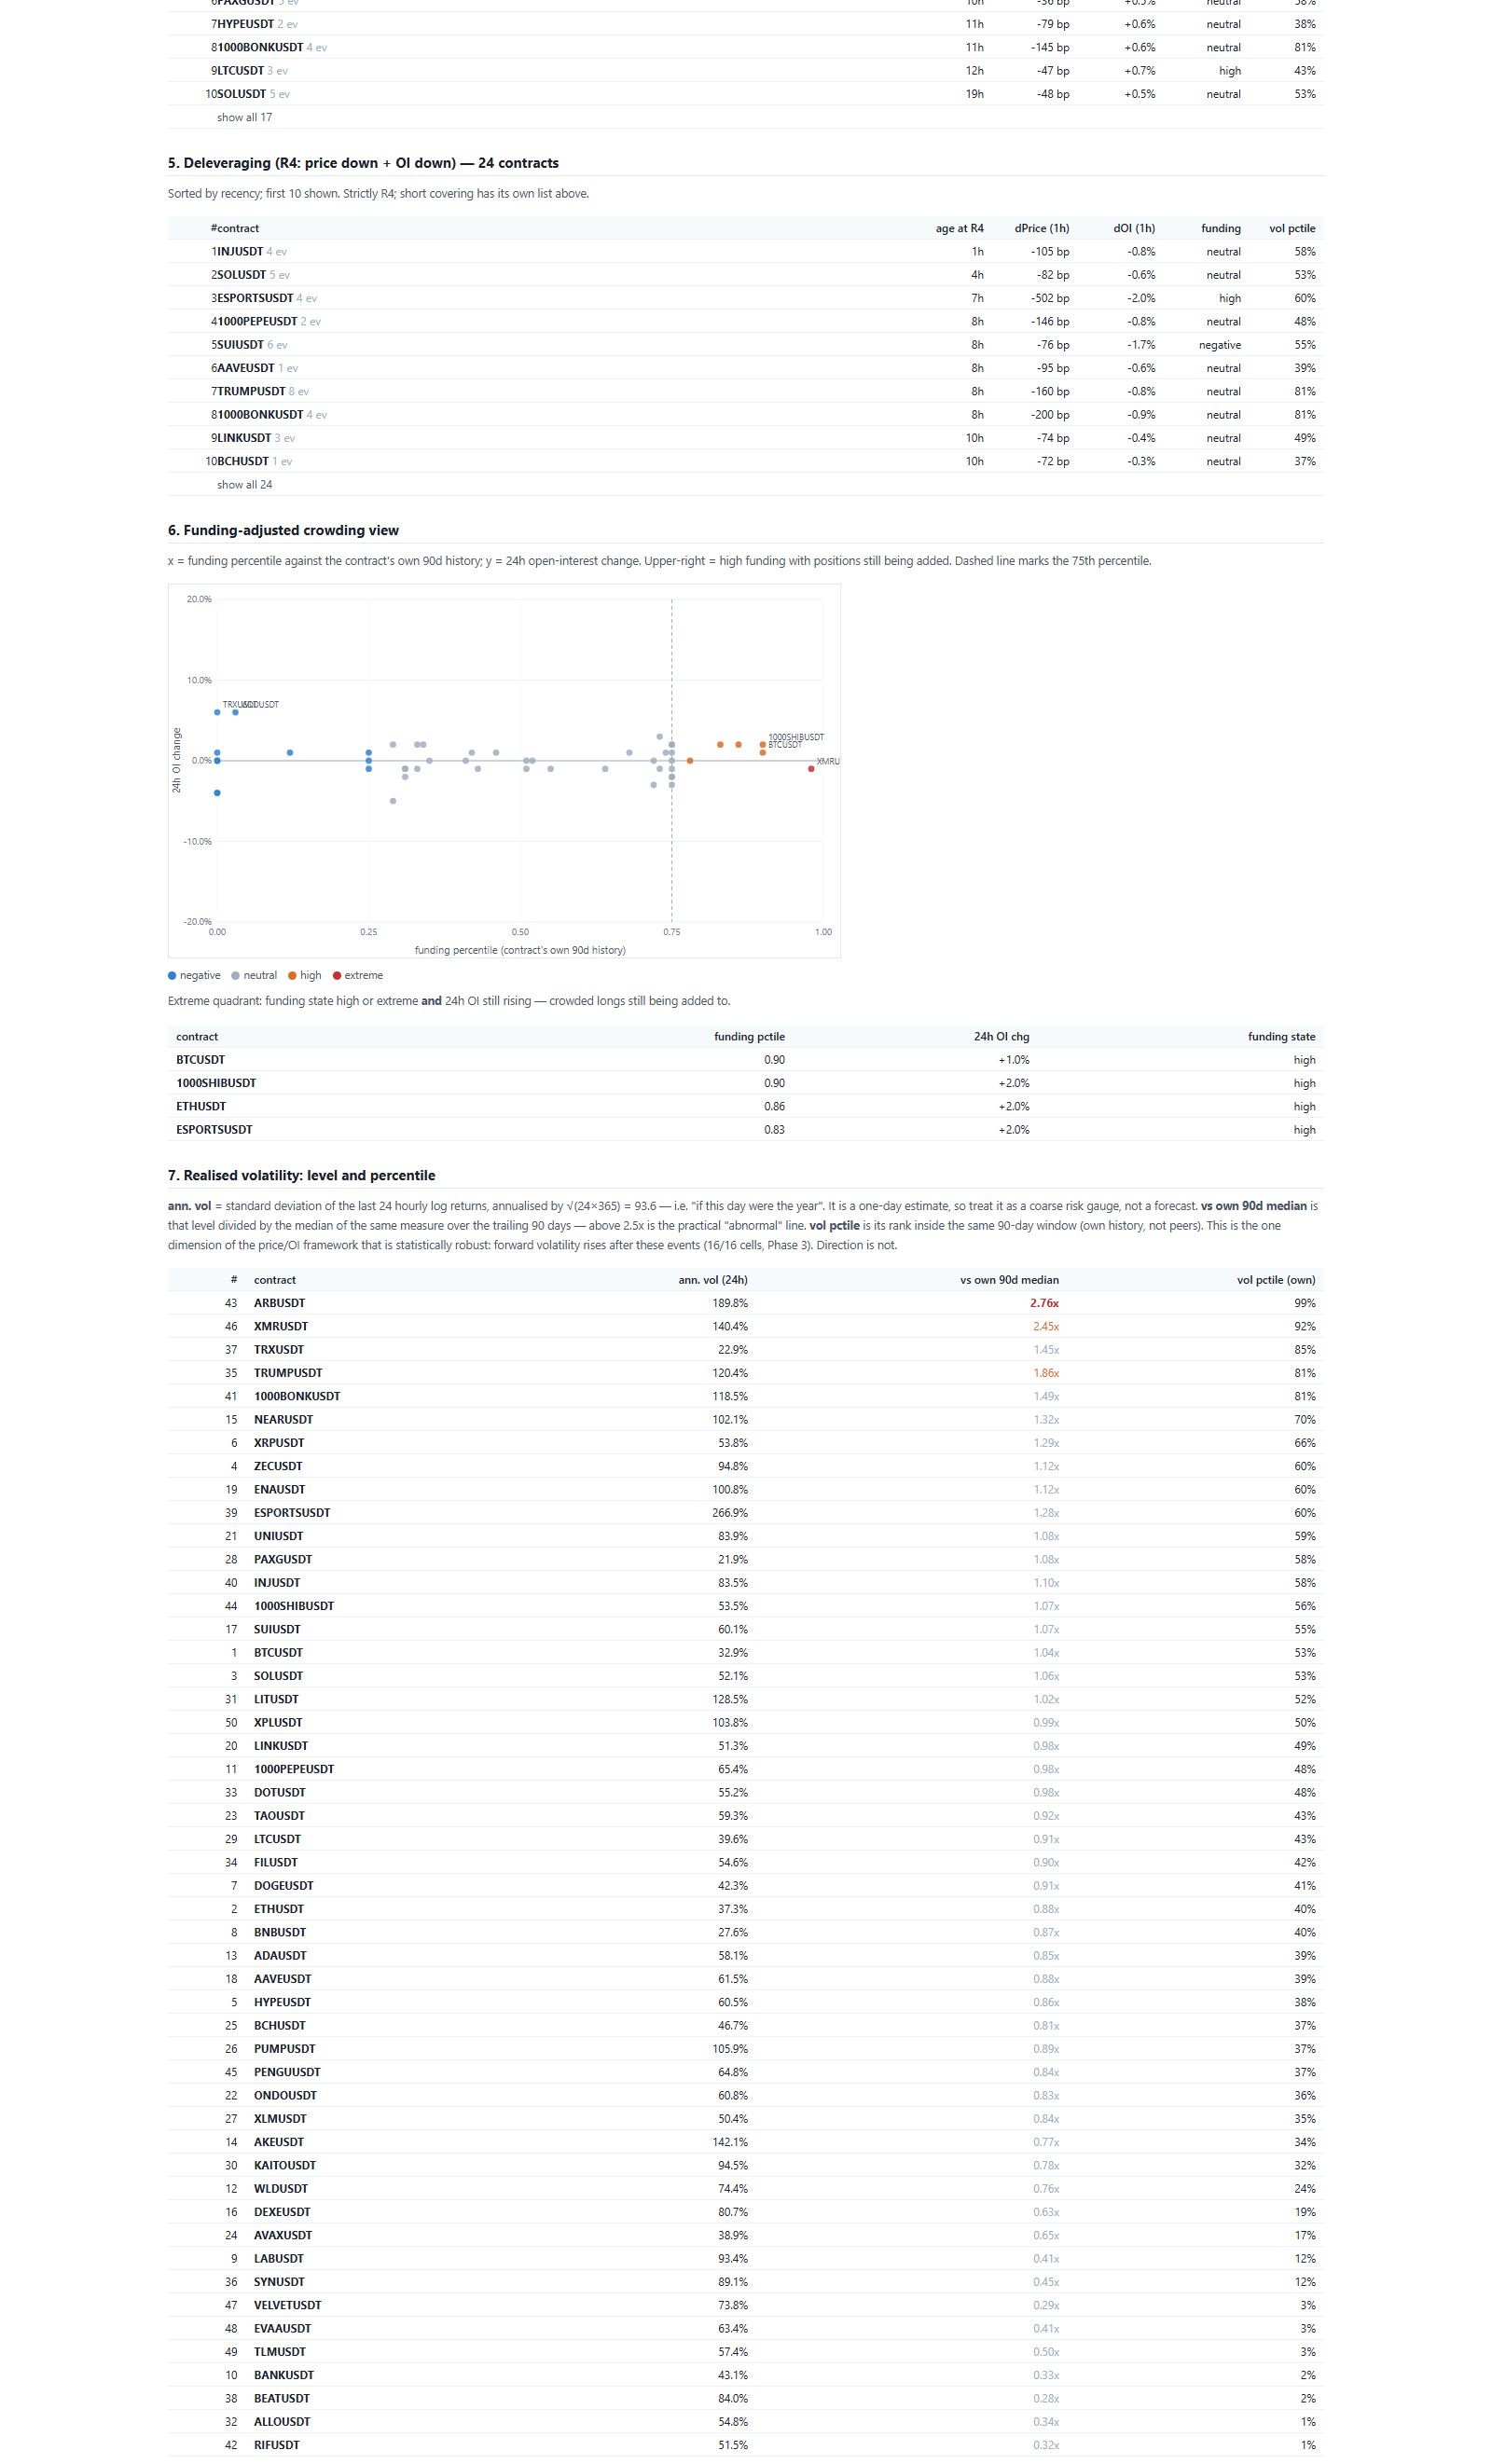 6PAXGUSDT 5 ev 10h -36 bp +0.5% neutral 58%
7HYPEUSDT 2 ev 11h -79 bp +0.6% neutral 38%
81000BONKUSDT 4 ev 11h -145 bp +0.6% neutral 81%
9LTCUSDT 3 ev 12h -47 bp +0.7% high 43%
10SOLUSDT 5 ev 19h -48 bp +0.5% neutral 53%
show all 17
5. Deleveraging (R4: price down + OI down) — 24 contracts
Sorted by recency; first 10 shown. Strictly R4; short covering has its own list above.
#contract age at R4 dPrice (1h) dOI (1h) funding vol pctile
1INJUSDT 4 ev 1h -105 bp -0.8% neutral 58%
2SOLUSDT 5 ev 4h -82 bp -0.6% neutral 53%
3ESPORTSUSDT 4 ev 7h -502 bp -2.0% high 60%
41000PEPEUSDT 2 ev 8h -146 bp -0.8% neutral 48%
5SUIUSDT 6 ev 8h -76 bp -1.7% negative 55%
6AAVEUSDT 1 ev 8h -95 bp -0.6% neutral 39%
7TRUMPUSDT 8 ev 8h -160 bp -0.8% neutral 81%
81000BONKUSDT 4 ev 8h -200 bp -0.9% neutral 81%
9LINKUSDT 3 ev 10h -74 bp -0.4% neutral 49%
10BCHUSDT 1 ev 10h -72 bp -0.3% neutral 37%
show all 24
6. Funding-adjusted crowding view
x = funding percentile against the contract's own 90d history; y = 24h open-interest change. Upper-right = high funding with positions still being added. Dashed line marks the 75th percentile.
20.0%
10.0%
0.0%
-10.0%
-20.0%
24h OI change
1000SHIBUSDT
BTCUSDT
XMRU
0.00 0.25 0.50 0.75 1.00
funding percentile (contract's own 90d history)
negative neutral high extreme
Extreme quadrant: funding state high or extreme and 24h OI still rising — crowded longs still being added to.
contract funding pctile 24h OI chg funding state
BTCUSDT 0.90 +1.0% high
1000SHIBUSDT 0.90 +2.0% high
ETHUSDT 0.86 +2.0% high
ESPORTSUSDT 0.83 +2.0% high
7. Realised volatility: level and percentile
ann. vol = standard deviation of the last 24 hourly log returns, annualised by √(24×365) = 93.6 — i.e. "if this day were the year". It is a one-day estimate, so treat it as a coarse risk gauge, not a forecast. vs own 90d median is
that level divided by the median of the same measure over the trailing 90 days — above 2.5x is the practical "abnormal" line. vol pctile is its rank inside the same 90-day window (own history, not peers). This is the one
dimension of the price/OI framework that is statistically robust: forward volatility rises after these events (16/16 cells, Phase 3). Direction is not.
# contract ann. vol (24h) vs own 90d median vol pctile (own)
43 ARBUSDT 189.8% 2.76x 99%
46 XMRUSDT 140.4% 2.45x 92%
37 TRXUSDT 22.9% 1.45x 85%
35 TRUMPUSDT 120.4% 1.86x 81%
41 1000BONKUSDT 118.5% 1.49x 81%
15 NEARUSDT 102.1% 1.32x 70%
6 XRPUSDT 53.8% 1.29x 66%
4 ZECUSDT 94.8% 1.12x 60%
19 ENAUSDT 100.8% 1.12x 60%
39 ESPORTSUSDT 266.9% 1.28x 60%
21 UNIUSDT 83.9% 1.08x 59%
28 PAXGUSDT 21.9% 1.08x 58%
40 INJUSDT 83.5% 1.10x 58%
44 1000SHIBUSDT 53.5% 1.07x 56%
17 SUIUSDT 60.1% 1.07x 55%
1 BTCUSDT 32.9% 1.04x 53%
3 SOLUSDT 52.1% 1.06x 53%
31 LITUSDT 128.5% 1.02x 52%
50 XPLUSDT 103.8% 0.99x 50%
20 LINKUSDT 51.3% 0.98x 49%
11 1000PEPEUSDT 65.4% 0.98x 48%
33 DOTUSDT 55.2% 0.98x 48%
23 TAOUSDT 59.3% 0.92x 43%
29 LTCUSDT 39.6% 0.91x 43%
34 FILUSDT 54.6% 0.90x 42%
7 DOGEUSDT 42.3% 0.91x 41%
2 ETHUSDT 37.3% 0.88x 40%
8 BNBUSDT 27.6% 0.87x 40%
13 ADAUSDT 58.1% 0.85x 39%
18 AAVEUSDT 61.5% 0.88x 39%
5 HYPEUSDT 60.5% 0.86x 38%
25 BCHUSDT 46.7% 0.81x 37%
26 PUMPUSDT 105.9% 0.89x 37%
45 PENGUUSDT 64.8% 0.84x 37%
22 ONDOUSDT 60.8% 0.83x 36%
27 XLMUSDT 50.4% 0.84x 35%
14 AKEUSDT 142.1% 0.77x 34%
30 KAITOUSDT 94.5% 0.78x 32%
12 WLDUSDT 74.4% 0.76x 24%
16 DEXEUSDT 80.7% 0.63x 19%
24 AVAXUSDT 38.9% 0.65x 17%
9 LABUSDT 93.4% 0.41x 12%
36 SYNUSDT 89.1% 0.45x 12%
47 VELVETUSDT 73.8% 0.29x 3%
48 EVAAUSDT 63.4% 0.41x 3%
49 TLMUSDT 57.4% 0.50x 3%
10 BANKUSDT 43.1% 0.33x 2%
38 BEATUSDT 84.0% 0.28x 2%
32 ALLOUSDT 54.8% 0.34x 1%
42 RIFUSDT 51.5% 0.32x 1%